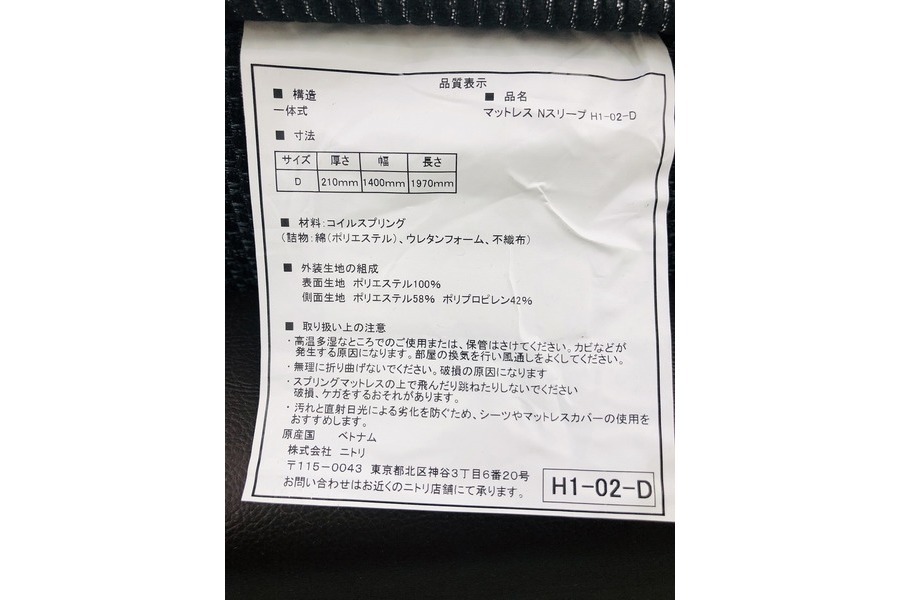 品質表示
■ 構造
一体式
■ 品名
マットレス Nスリープ H1-02-D
■ 寸法
サイズ 厚さ 幅 長さ
D 210mm 1400mm 1970mm
■ 材料:コイルスプリング
(詰物:綿(ポリエステル)、ウレタンフォーム、不織布)
■ 外装生地の組成
表面生地 ポリエステル100%
側面生地 ポリエステル58% ポリプロピレン42%
■ 取り扱い上の注意
・高温多湿なところでのご使用または、保管はさけてください。カビなどが
発生する原因になります。部屋の換気を行い風通しをよくしてください。
・無理に折り曲げないでください。破損の原因になります
・スプリングマットレスの上で飛んだり跳ねたりしないでください
破損、ケガをするおそれがあります。
・汚れと直射日光による劣化を防ぐため、シーツやマットレスカバーの使用を
おすすめします。
原産国 ベトナム
株式会社 ニトリ
〒115-0043 東京都北区神谷3丁目6番20号
お問い合わせはお近くのニトリ店舗にて承ります。
H1-02-D